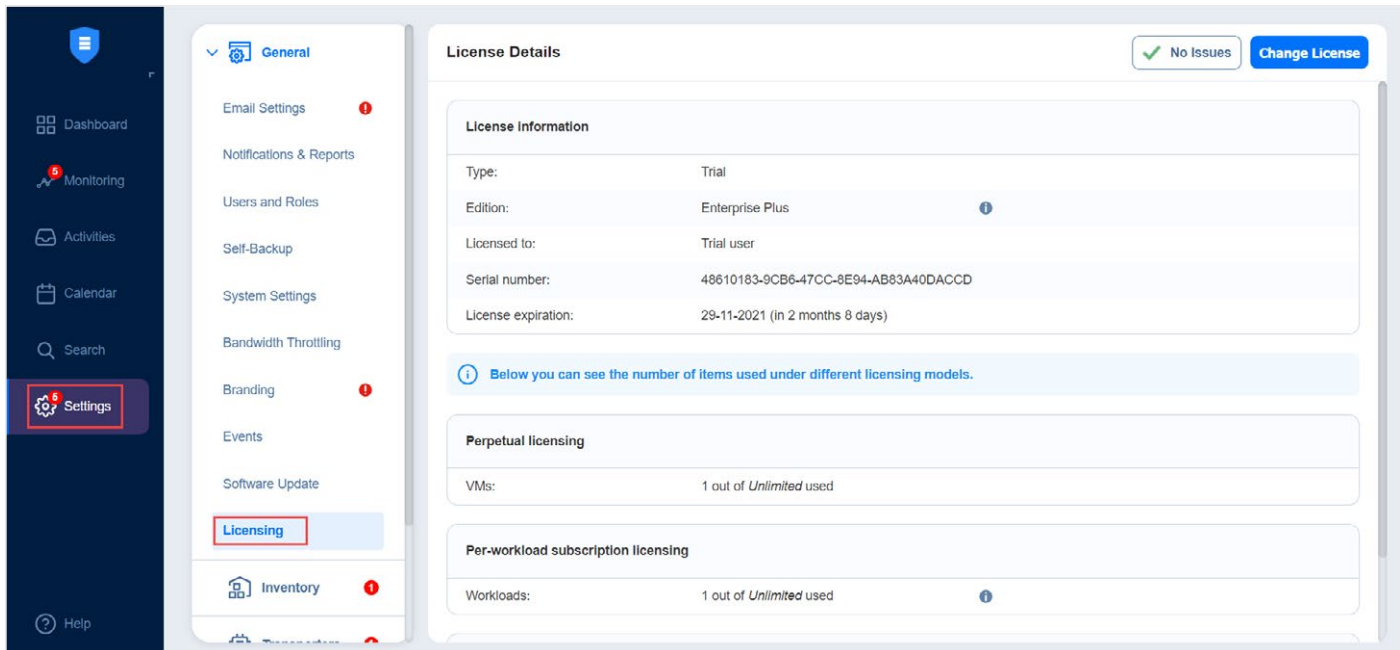 Dashboard
5
Monitoring
Activities
Calendar
Search
5
Settings
Help
General
Email Settings !
Notifications & Reports
Users and Roles
Self-Backup
System Settings
Bandwidth Throttling
Branding !
Events
Software Update
Licensing
Inventory 1
License Details
No Issues
Change License
License information
Type: Trial
Edition: Enterprise Plus i
Licensed to: Trial user
Serial number: 48610183-9CB6-47CC-8E94-AB83A40DACCD
License expiration: 29-11-2021 (in 2 months 8 days)
i Below you can see the number of items used under different licensing models.
Perpetual licensing
VMs: 1 out of Unlimited used
Per-workload subscription licensing
Workloads: 1 out of Unlimited used i